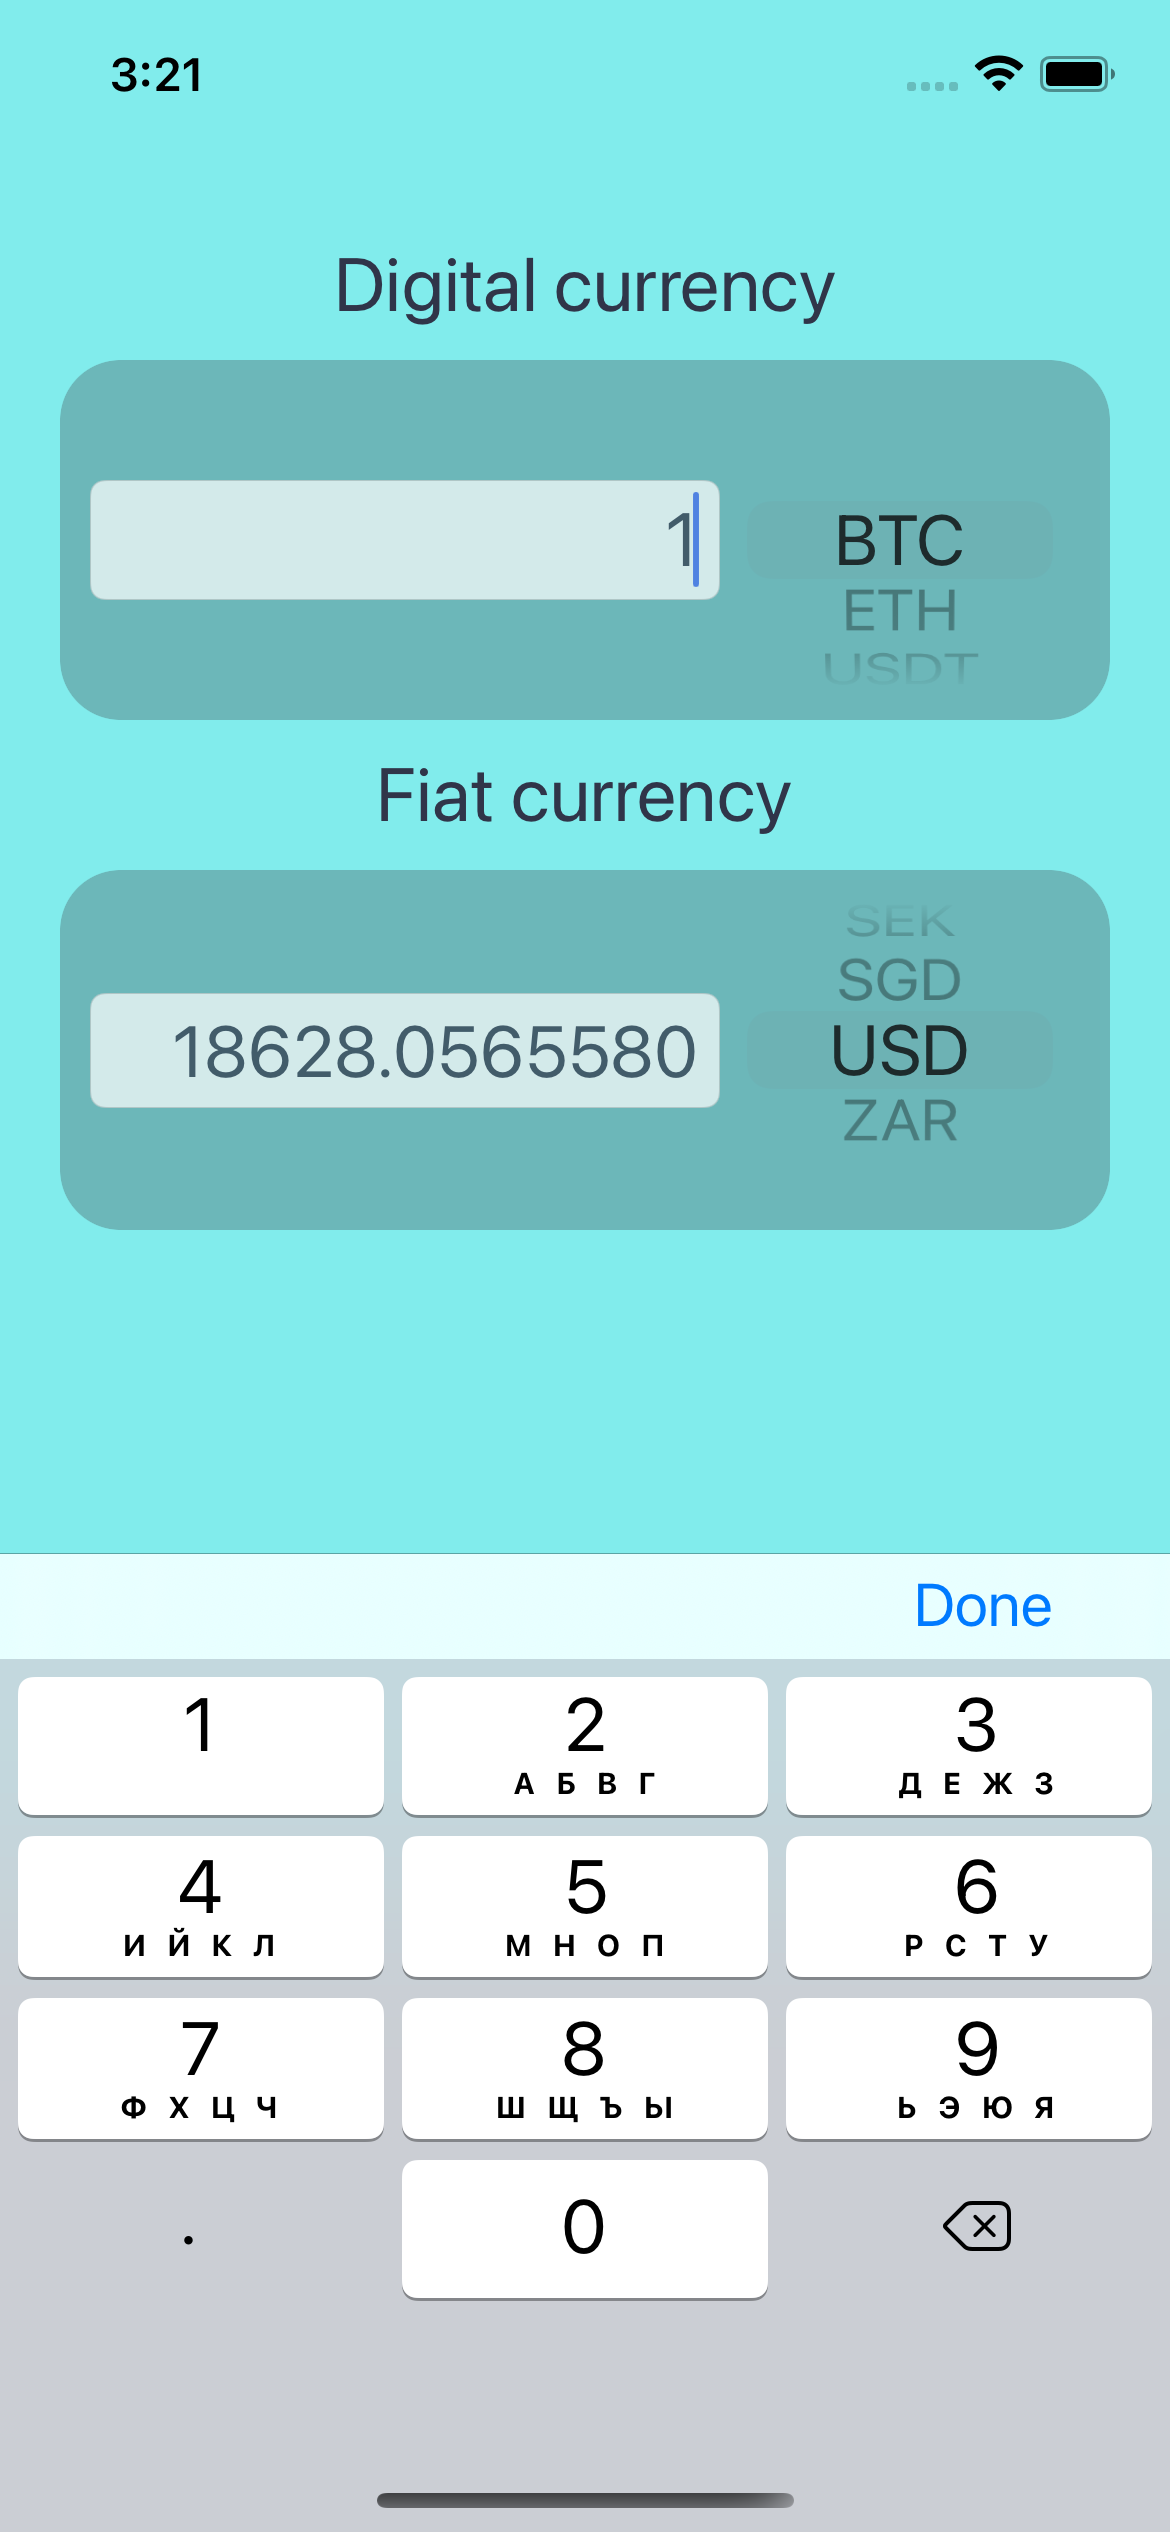 3:21
Digital currency
1
BTC
ETH
USDT
Fiat currency
SEK
SGD
18628.0565580
USD
ZAR
Done
1
2
3
А Б В Г
Д Е Ж З
4
5
6
И Й К Л
М Н О П
Р С Т У
7
8
9
Ф Х Ц Ч
Ш Щ Ъ Ы
Ь Э Ю Я
.
0